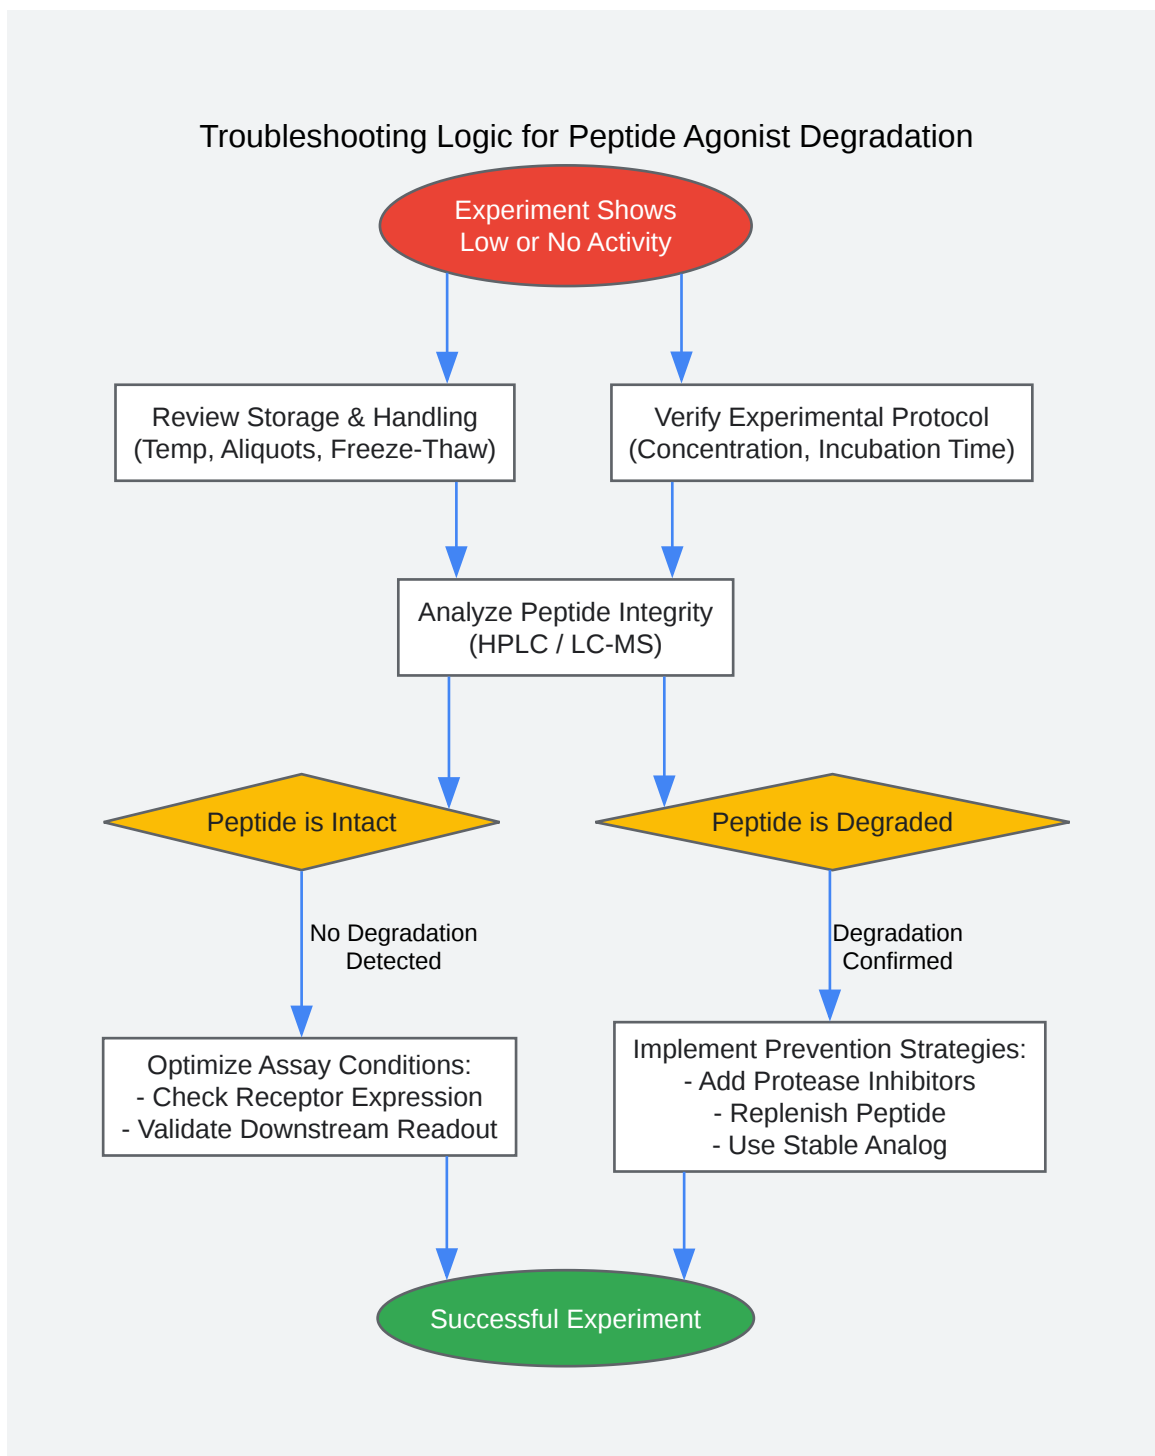 Troubleshooting Logic for Peptide Agonist Degradation
Experiment Shows
Low or No Activity
Review Storage & Handling
(Temp, Aliquots, Freeze-Thaw)
Verify Experimental Protocol
(Concentration, Incubation Time)
Analyze Peptide Integrity
(HPLC / LC-MS)
Peptide is Intact
Peptide is Degraded
No Degradation
Detected
Degradation
Confirmed
Optimize Assay Conditions:
- Check Receptor Expression
- Validate Downstream Readout
Implement Prevention Strategies:
- Add Protease Inhibitors
- Replenish Peptide
- Use Stable Analog
Successful Experiment